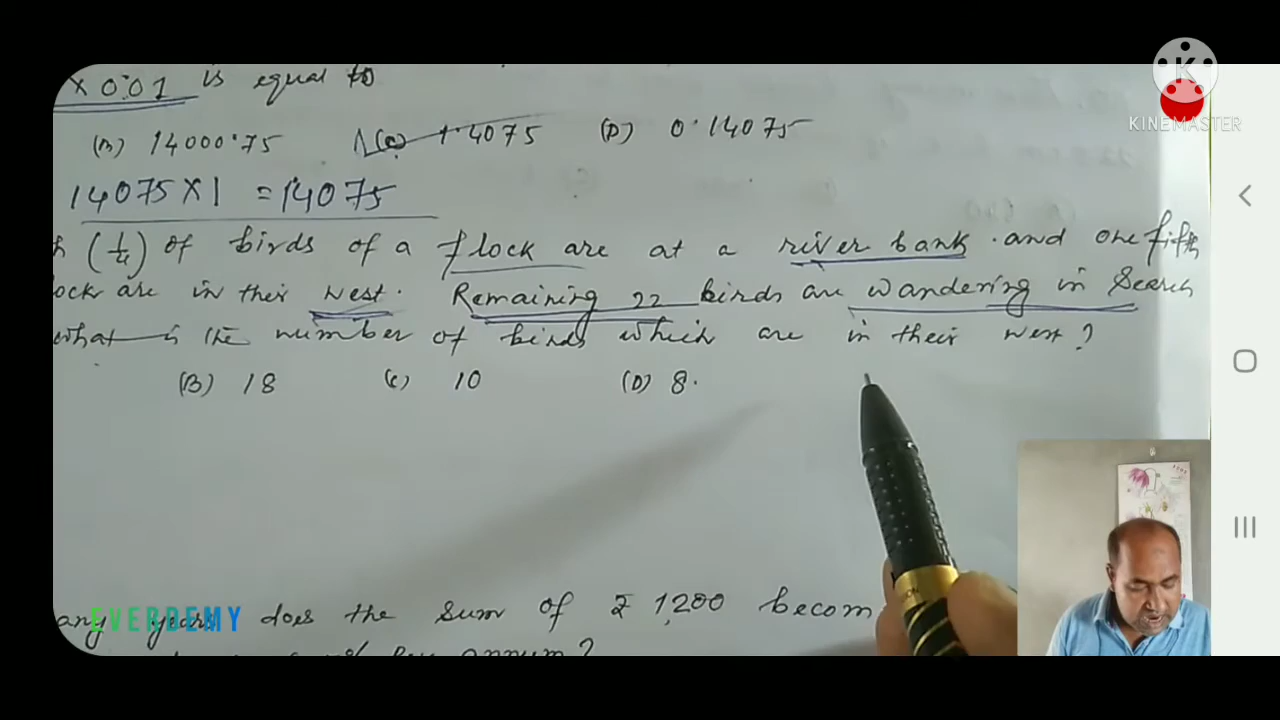 × 0.01 is equal to
(B) 14000.75 (C) 1.4075 (D) 0.14075
14075 × 1 = 14075
(1/4) of birds of a flock are at a river bank. and one fifth
lock are in their nest. Remaining 22 birds are wandering in Search
what is the number of birds which are in their nest?
(B) 18 (C) 10 (D) 8.
any years does the sum of ₹ 1,200 becom
per annum?
K
KINEMASTER
EVERDEMY